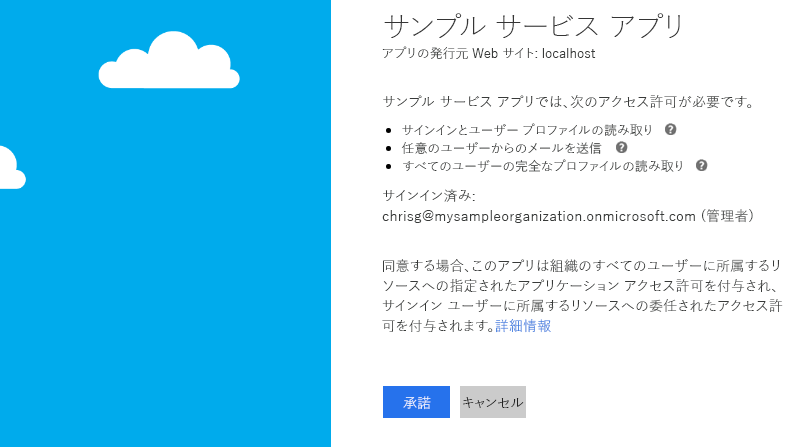 サンプル サービス アプリ
アプリの発行元 Web サイト: localhost
サンプル サービス アプリでは、次のアクセス許可が必要です。
サインインとユーザー プロファイルの読み取り
任意のユーザーからのメールを送信
すべてのユーザーの完全なプロファイルの読み取り
サインイン済み:
chrisg@mysampleorganization.onmicrosoft.com (管理者)
同意する場合、このアプリは組織のすべてのユーザーに所属するリ
ソースへの指定されたアプリケーション アクセス許可を付与され、
サインイン ユーザーに所属するリソースへの委任されたアクセス許
可を付与されます。詳細情報
承諾 キャンセル